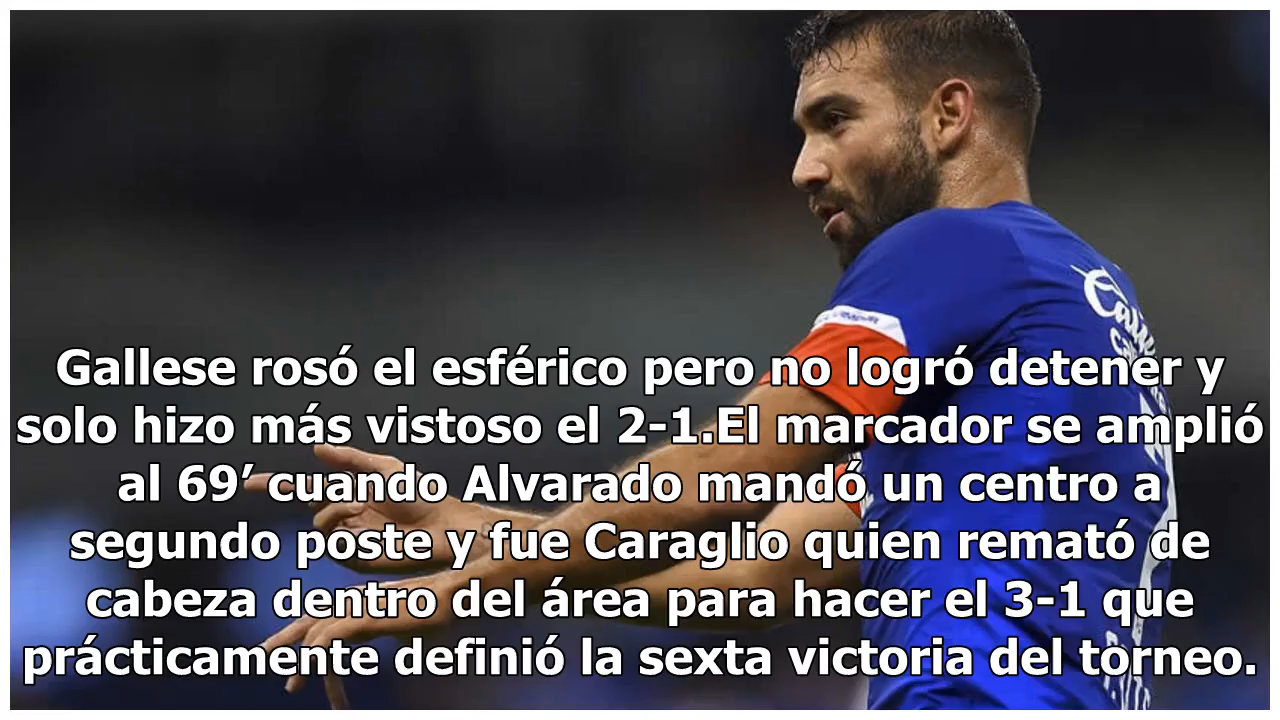 Gallese rosó el esférico pero no logró detener y
solo hizo más vistoso el 2-1.El marcador se amplió
al 69’ cuando Alvarado mandó un centro a
segundo poste y fue Caraglio quien remató de
cabeza dentro del área para hacer el 3-1 que
prácticamente definió la sexta victoria del torneo.